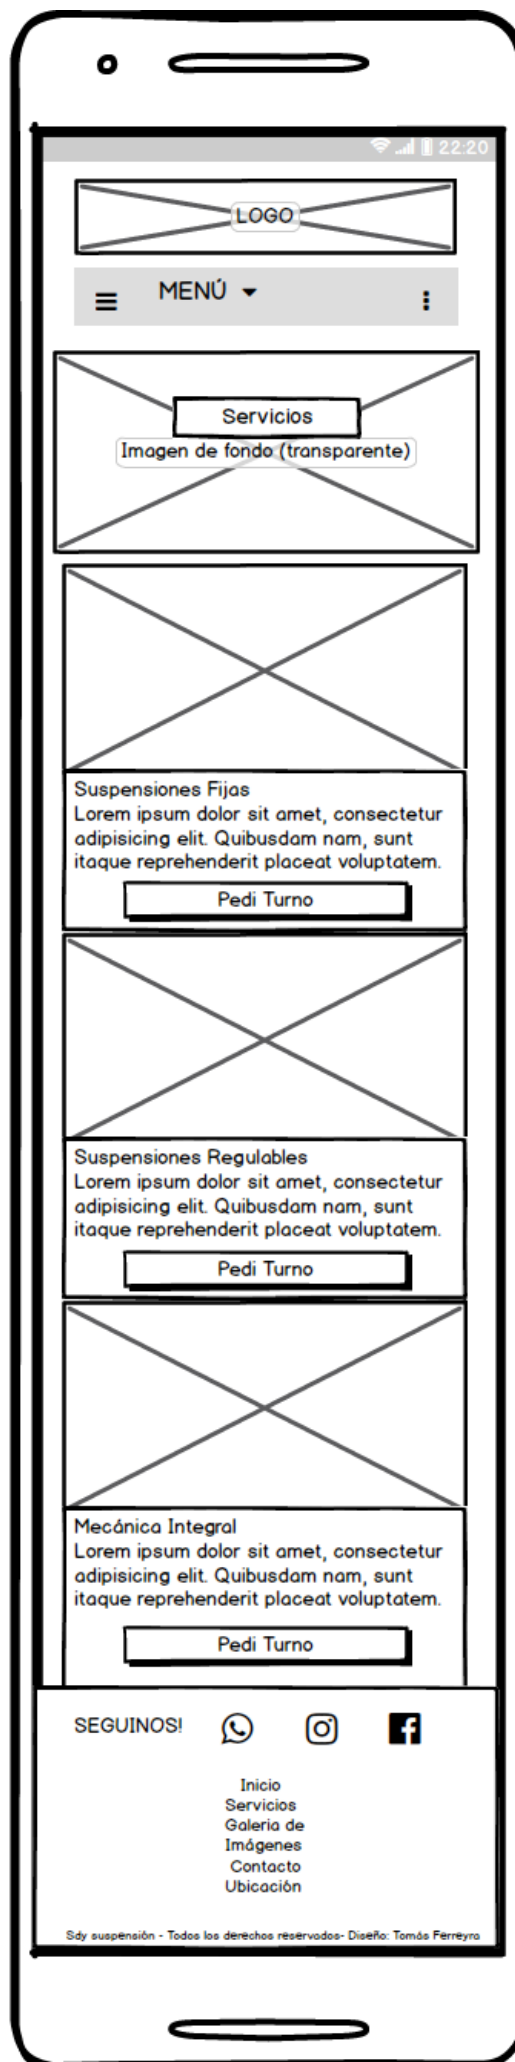 22:20
LOGO
MENÚ
Servicios
Imagen de fondo (transparente)
Suspensiones Fijas
Lorem ipsum dolor sit amet, consectetur
adipisicing elit. Quibusdam nam, sunt
itaque reprehenderit placeat voluptatem.
Pedi Turno
Suspensiones Regulables
Lorem ipsum dolor sit amet, consectetur
adipisicing elit. Quibusdam nam, sunt
itaque reprehenderit placeat voluptatem.
Pedi Turno
Mecánica Integral
Lorem ipsum dolor sit amet, consectetur
adipisicing elit. Quibusdam nam, sunt
itaque reprehenderit placeat voluptatem.
Pedi Turno
SEGUINOS!
Inicio
Servicios
Galeria de
Imágenes
Contacto
Ubicación
Sdy suspensión - Todos los derechos reservados- Diseño: Tomás Ferreyra